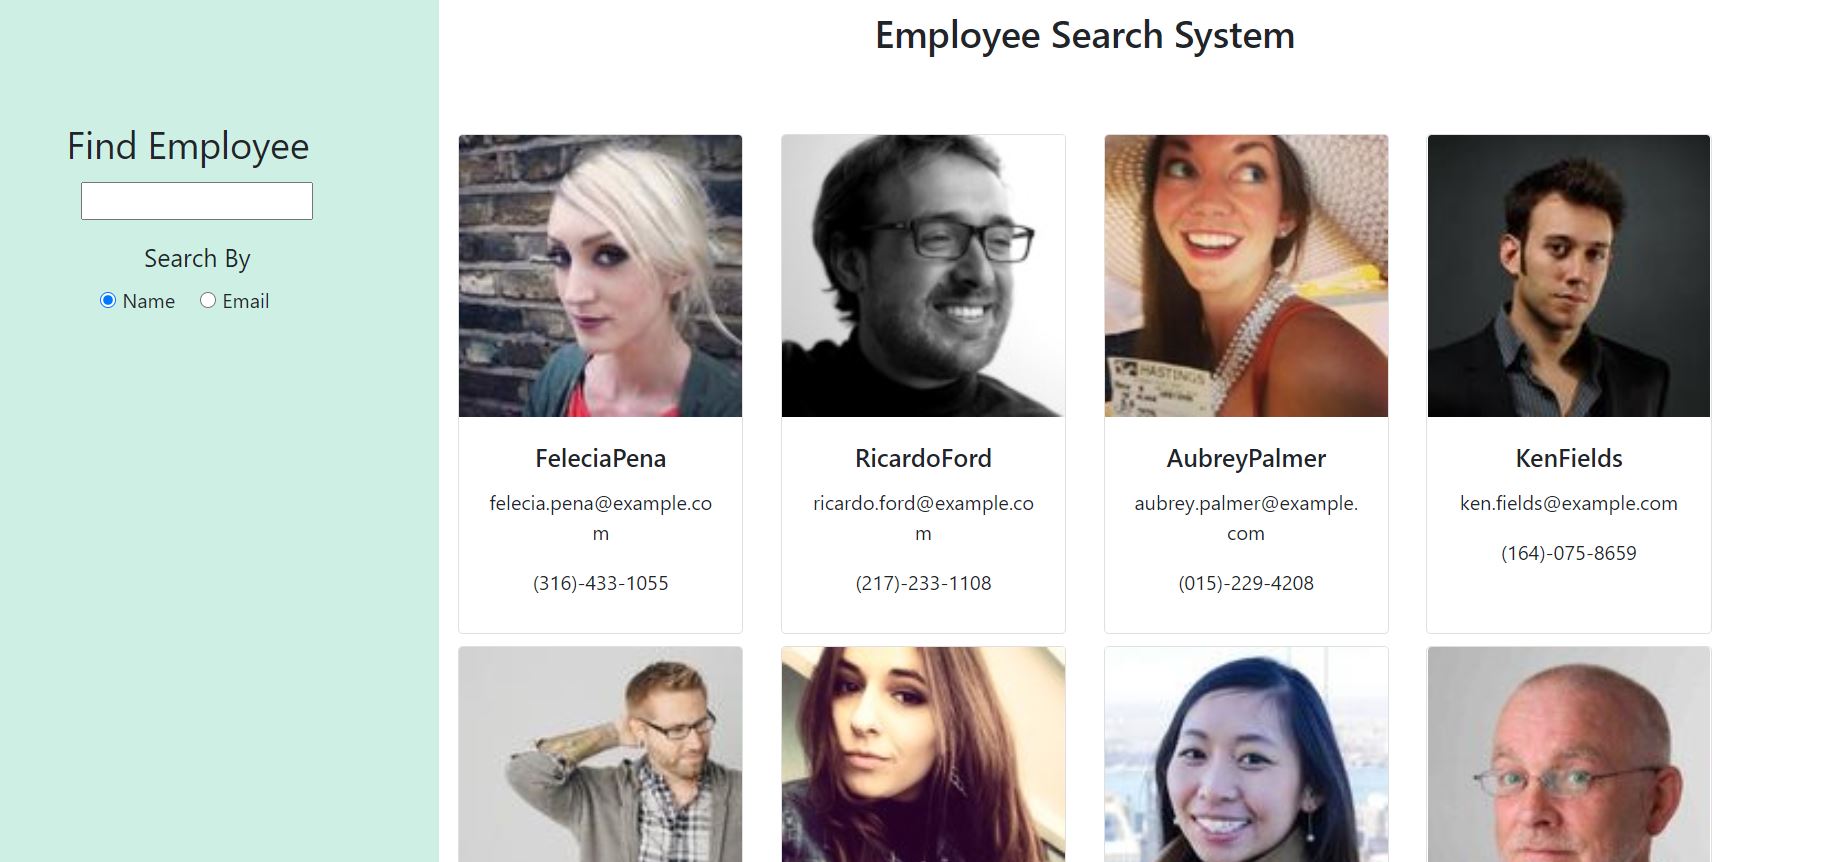 Employee Search System
Find Employee
Search By
Name Email
HASTINGS
FeleciaPena
felecia.pena@example.co
m
(316)-433-1055
RicardoFord
ricardo.ford@example.co
m
(217)-233-1108
AubreyPalmer
aubrey.palmer@example.
com
(015)-229-4208
KenFields
ken.fields@example.com
(164)-075-8659